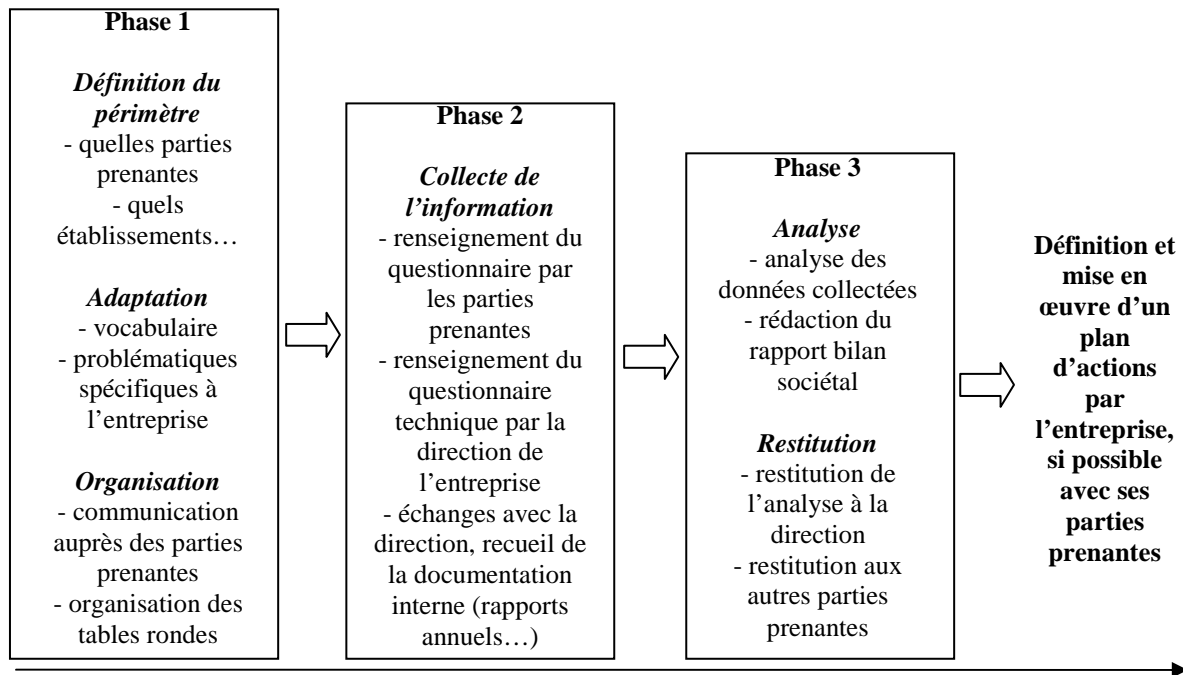 Phase 1
Définition du
périmètre
- quelles parties
prenantes
- quels
établissements…
Adaptation
- vocabulaire
- problématiques
spécifiques à
l’entreprise
Organisation
- communication
auprès des parties
prenantes
- organisation des
tables rondes
Phase 2
Collecte de
l’information
- renseignement du
questionnaire par
les parties
prenantes
- renseignement du
questionnaire
technique par la
direction de
l’entreprise
- échanges avec la
direction, recueil de
la documentation
interne (rapports
annuels…)
Phase 3
Analyse
- analyse des
données collectées
- rédaction du
rapport bilan
sociétal
Restitution
- restitution de
l’analyse à la
direction
- restitution aux
autres parties
prenantes
Définition et
mise en
œuvre d’un
plan
d’actions
par
l’entreprise,
si possible
avec ses
parties
prenantes